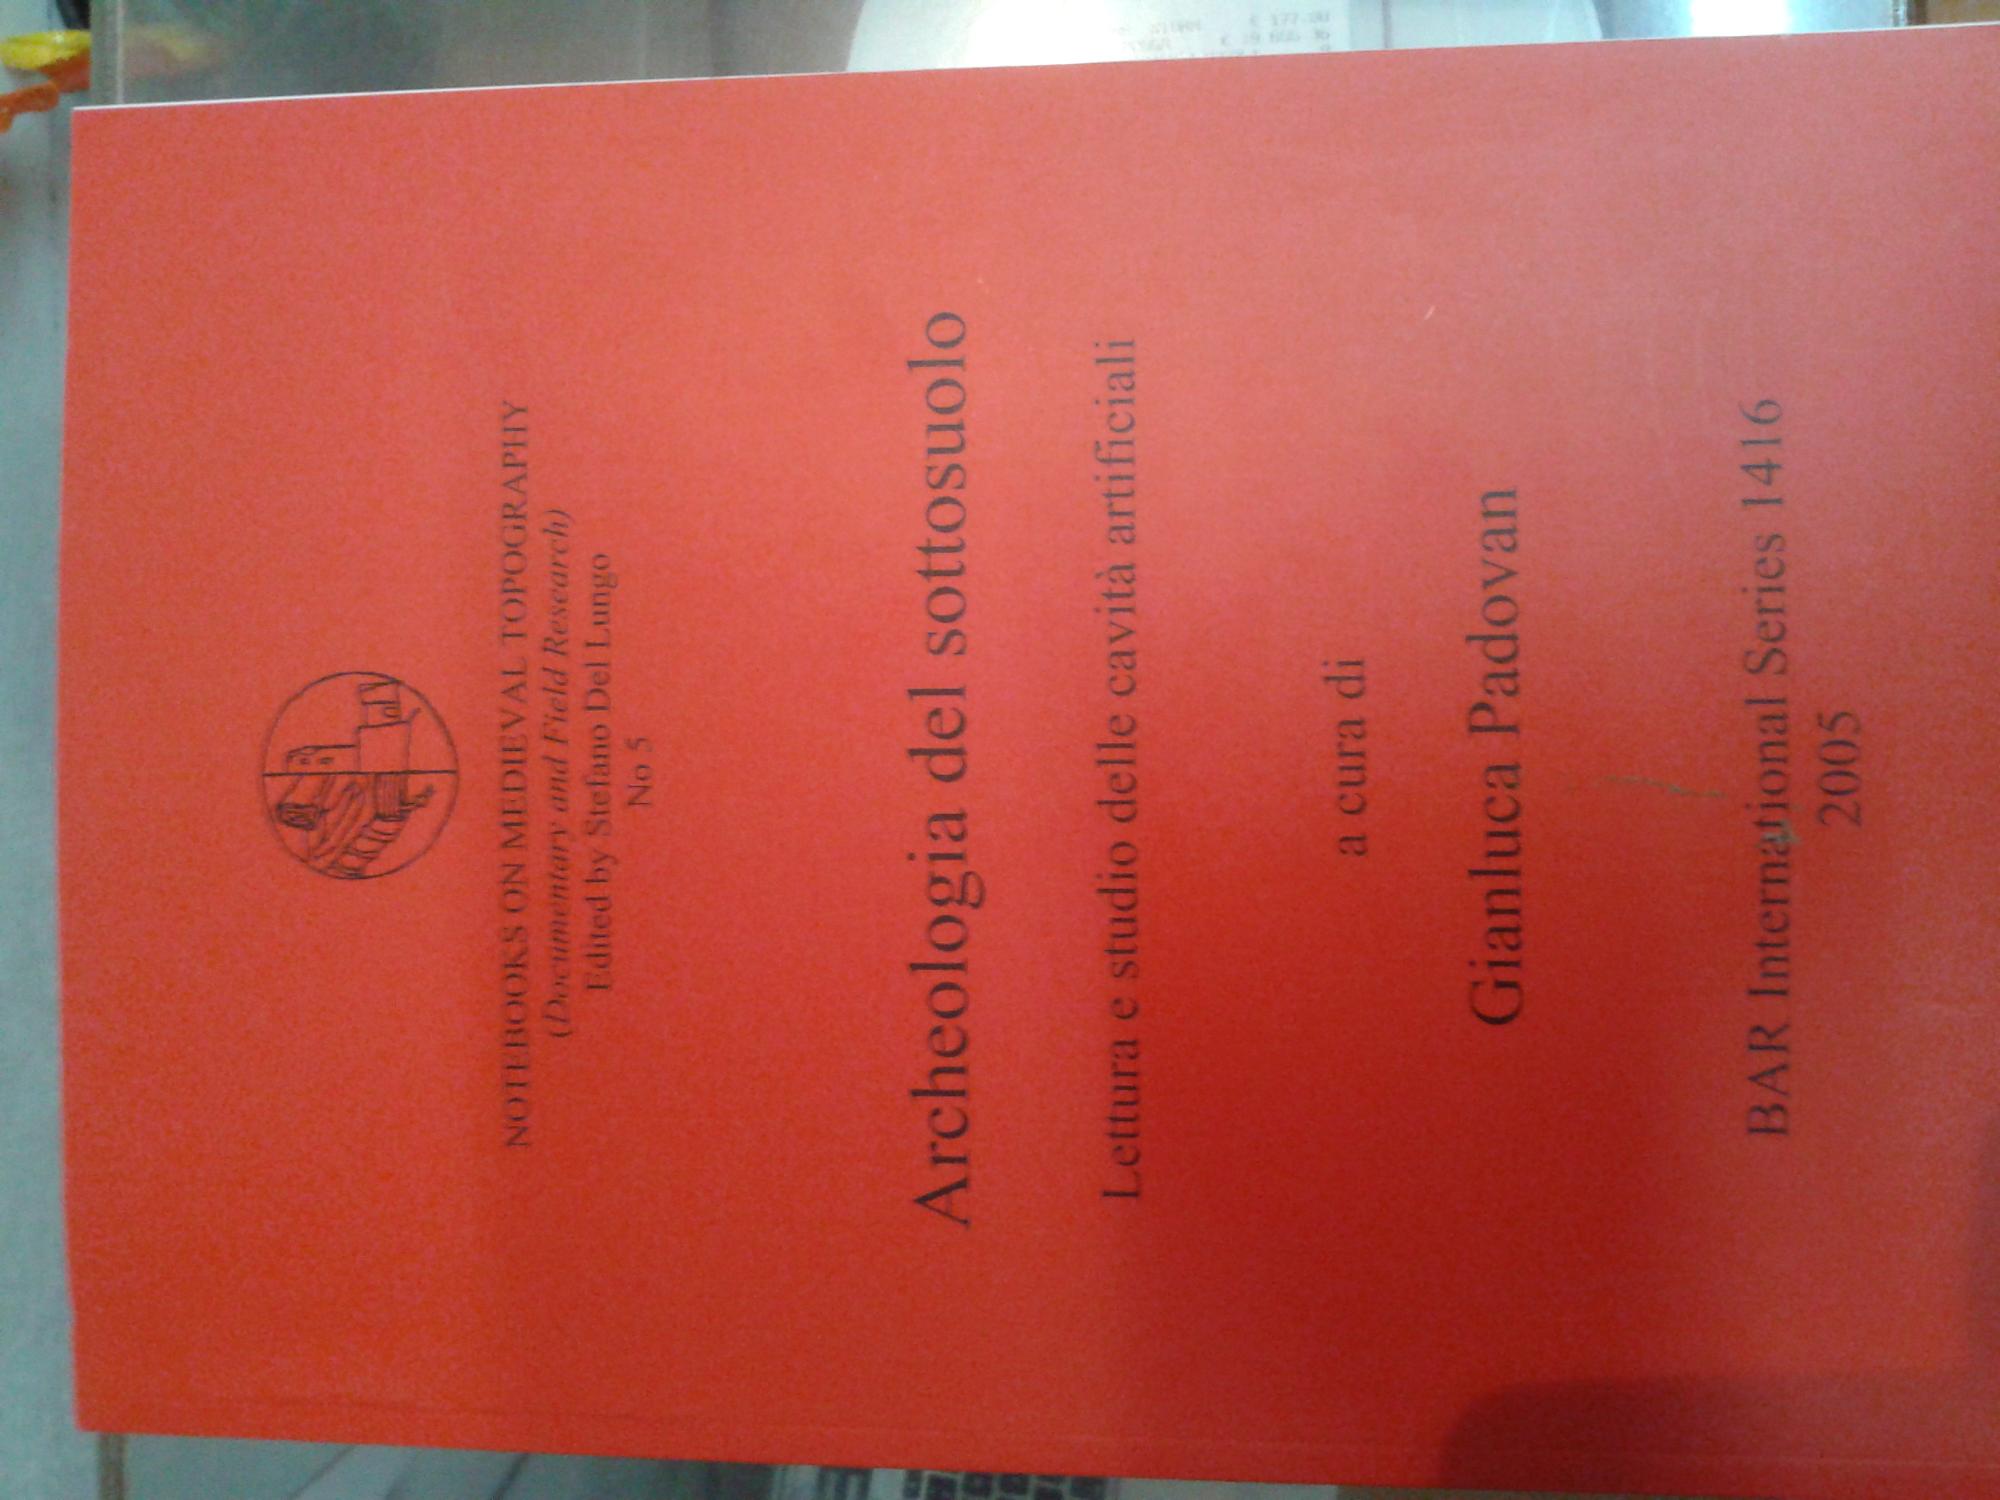 NOTEBOOKS ON MEDIEVAL TOPOGRAPHY
(Documentary and Field Research)
Edited by Stefano Del Lungo
No 5
Archeologia del sottosuolo
Lettura e studio delle cavità artificiali
a cura di
Gianluca Padovan
BAR International Series 1416
2005